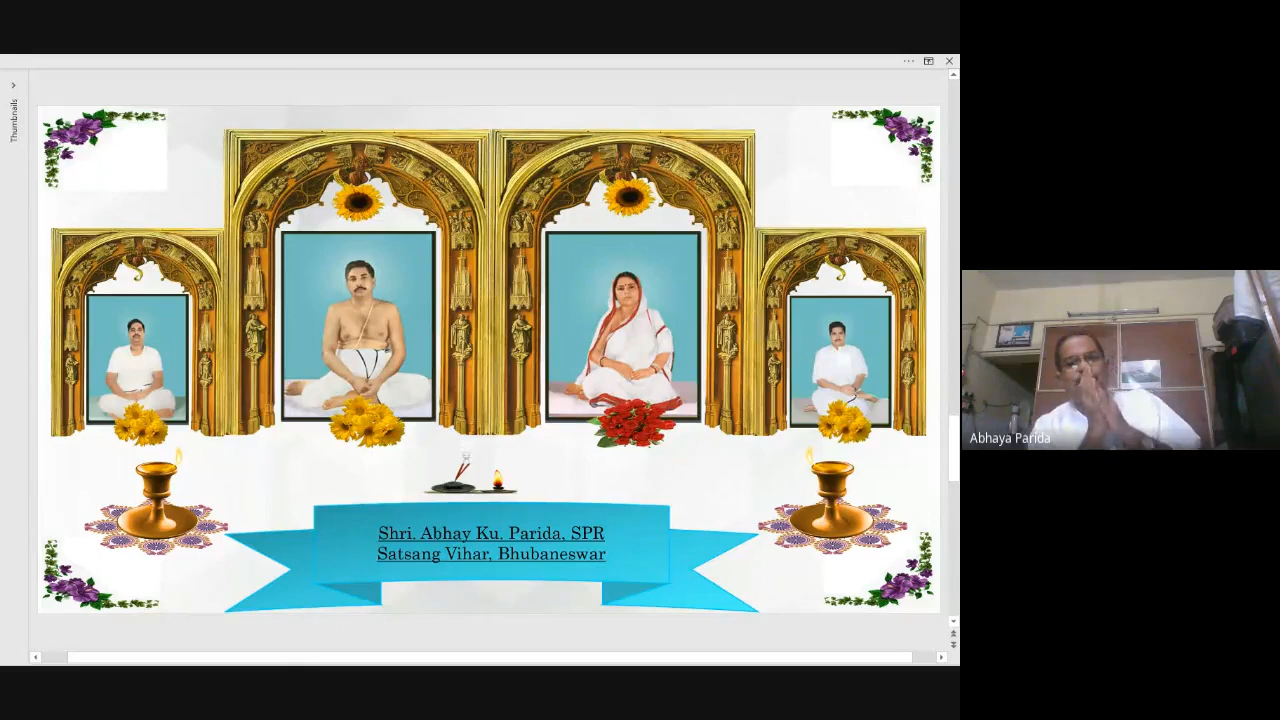 Thumbnails
Shri. Abhay Ku. Parida, SPR
Satsang Vihar, Bhubaneswar
Abhaya Parida